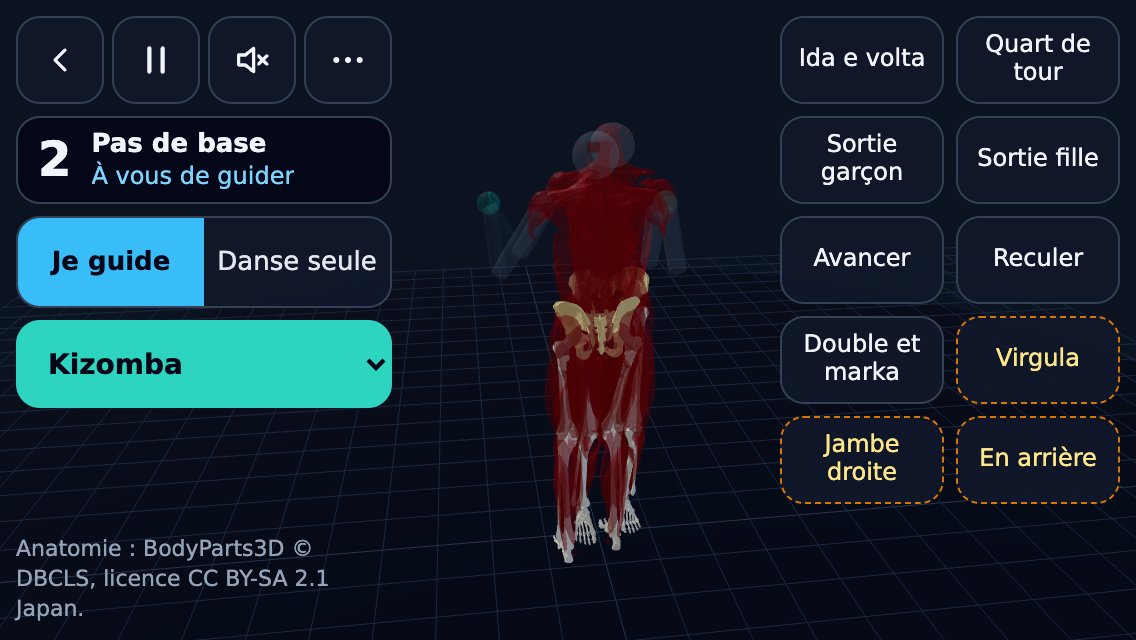 2
Pas de base
À vous de guider
Je guide
Danse seule
Kizomba
Ida e volta
Quart de
tour
Sortie
garçon
Sortie fille
Avancer
Reculer
Double et
marka
Virgula
Jambe
droite
En arrière
Anatomie : BodyParts3D ©
DBCLS, licence CC BY-SA 2.1
Japan.